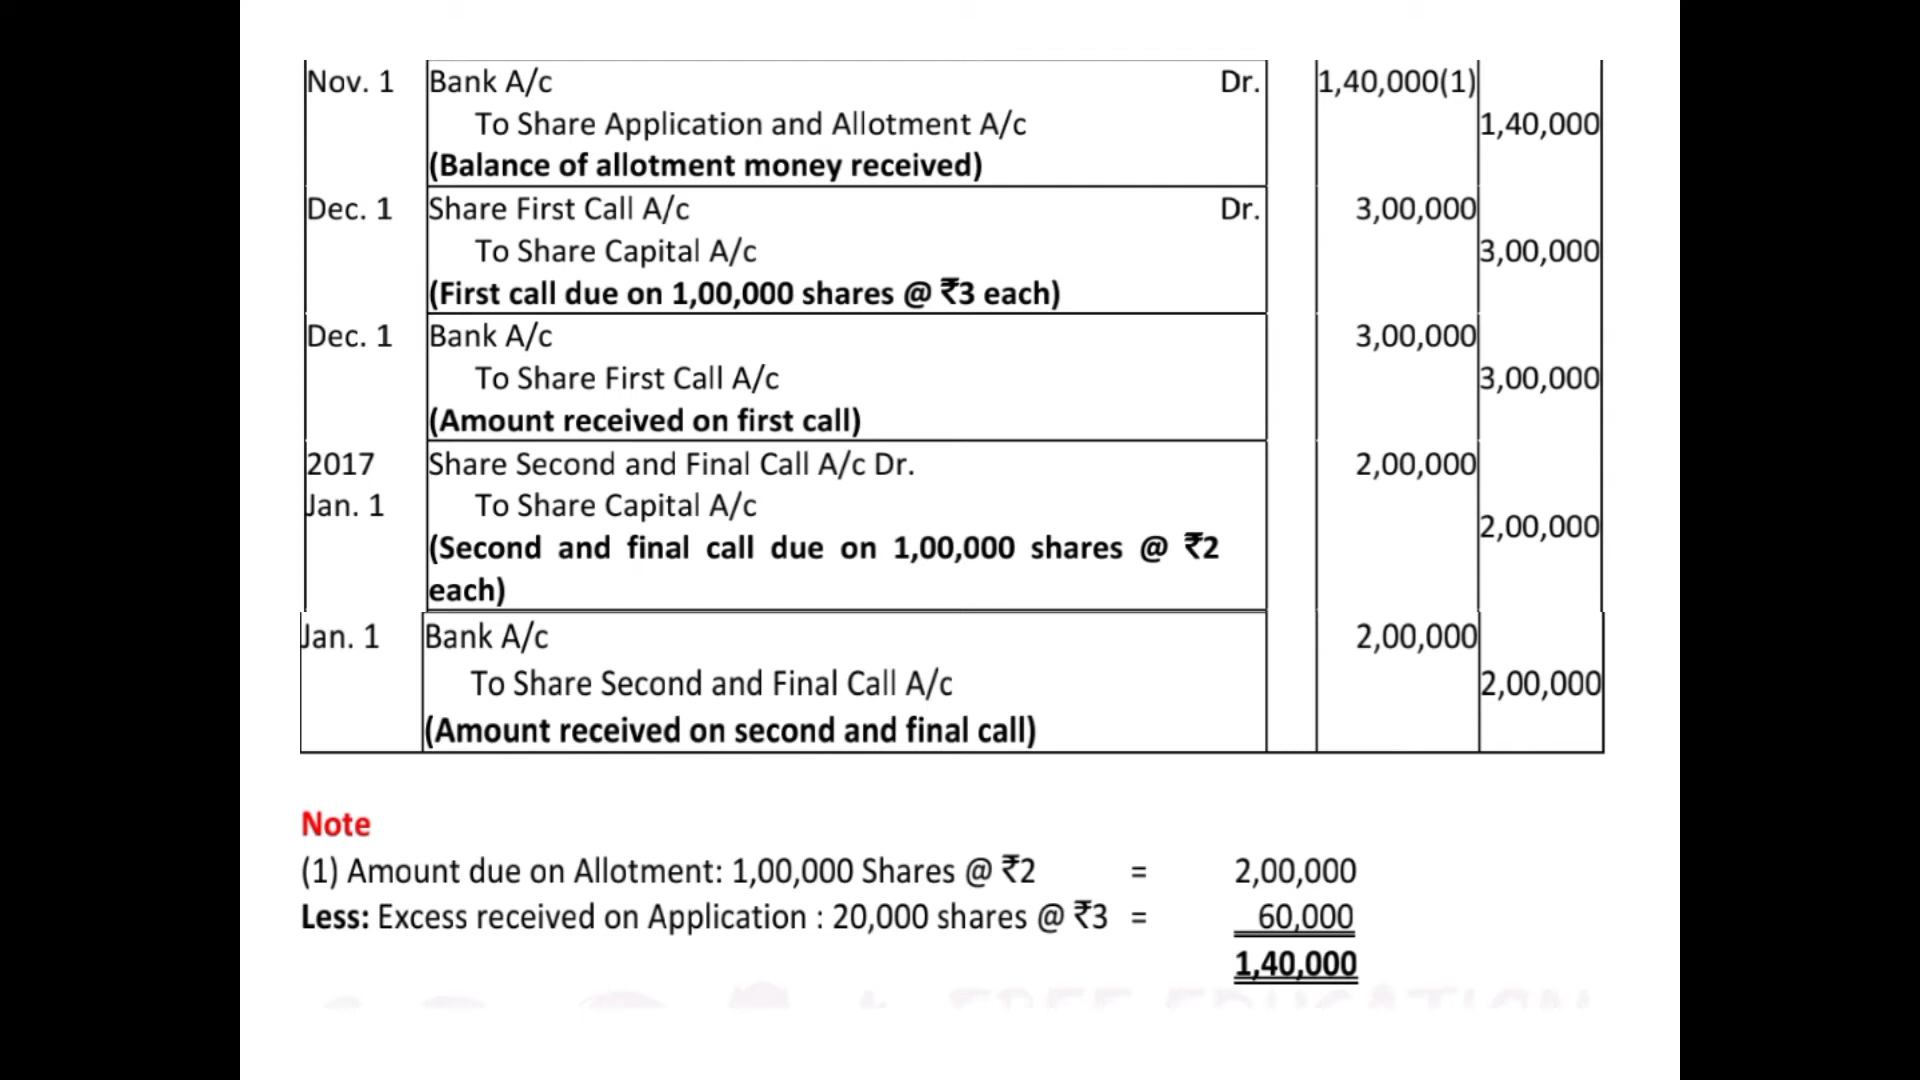 Nov. 1 Bank A/c Dr. 1,40,000(1)
To Share Application and Allotment A/c 1,40,000
(Balance of allotment money received)
Dec. 1 Share First Call A/c Dr. 3,00,000
To Share Capital A/c 3,00,000
(First call due on 1,00,000 shares @ ₹3 each)
Dec. 1 Bank A/c 3,00,000
To Share First Call A/c 3,00,000
(Amount received on first call)
2017 Share Second and Final Call A/c Dr. 2,00,000
Jan. 1 To Share Capital A/c
2,00,000
(Second and final call due on 1,00,000 shares @ ₹2
each)
Jan. 1 Bank A/c 2,00,000
To Share Second and Final Call A/c 2,00,000
(Amount received on second and final call)
Note
(1) Amount due on Allotment: 1,00,000 Shares @ ₹2 = 2,00,000
Less: Excess received on Application : 20,000 shares @ ₹3 = 60,000
1,40,000